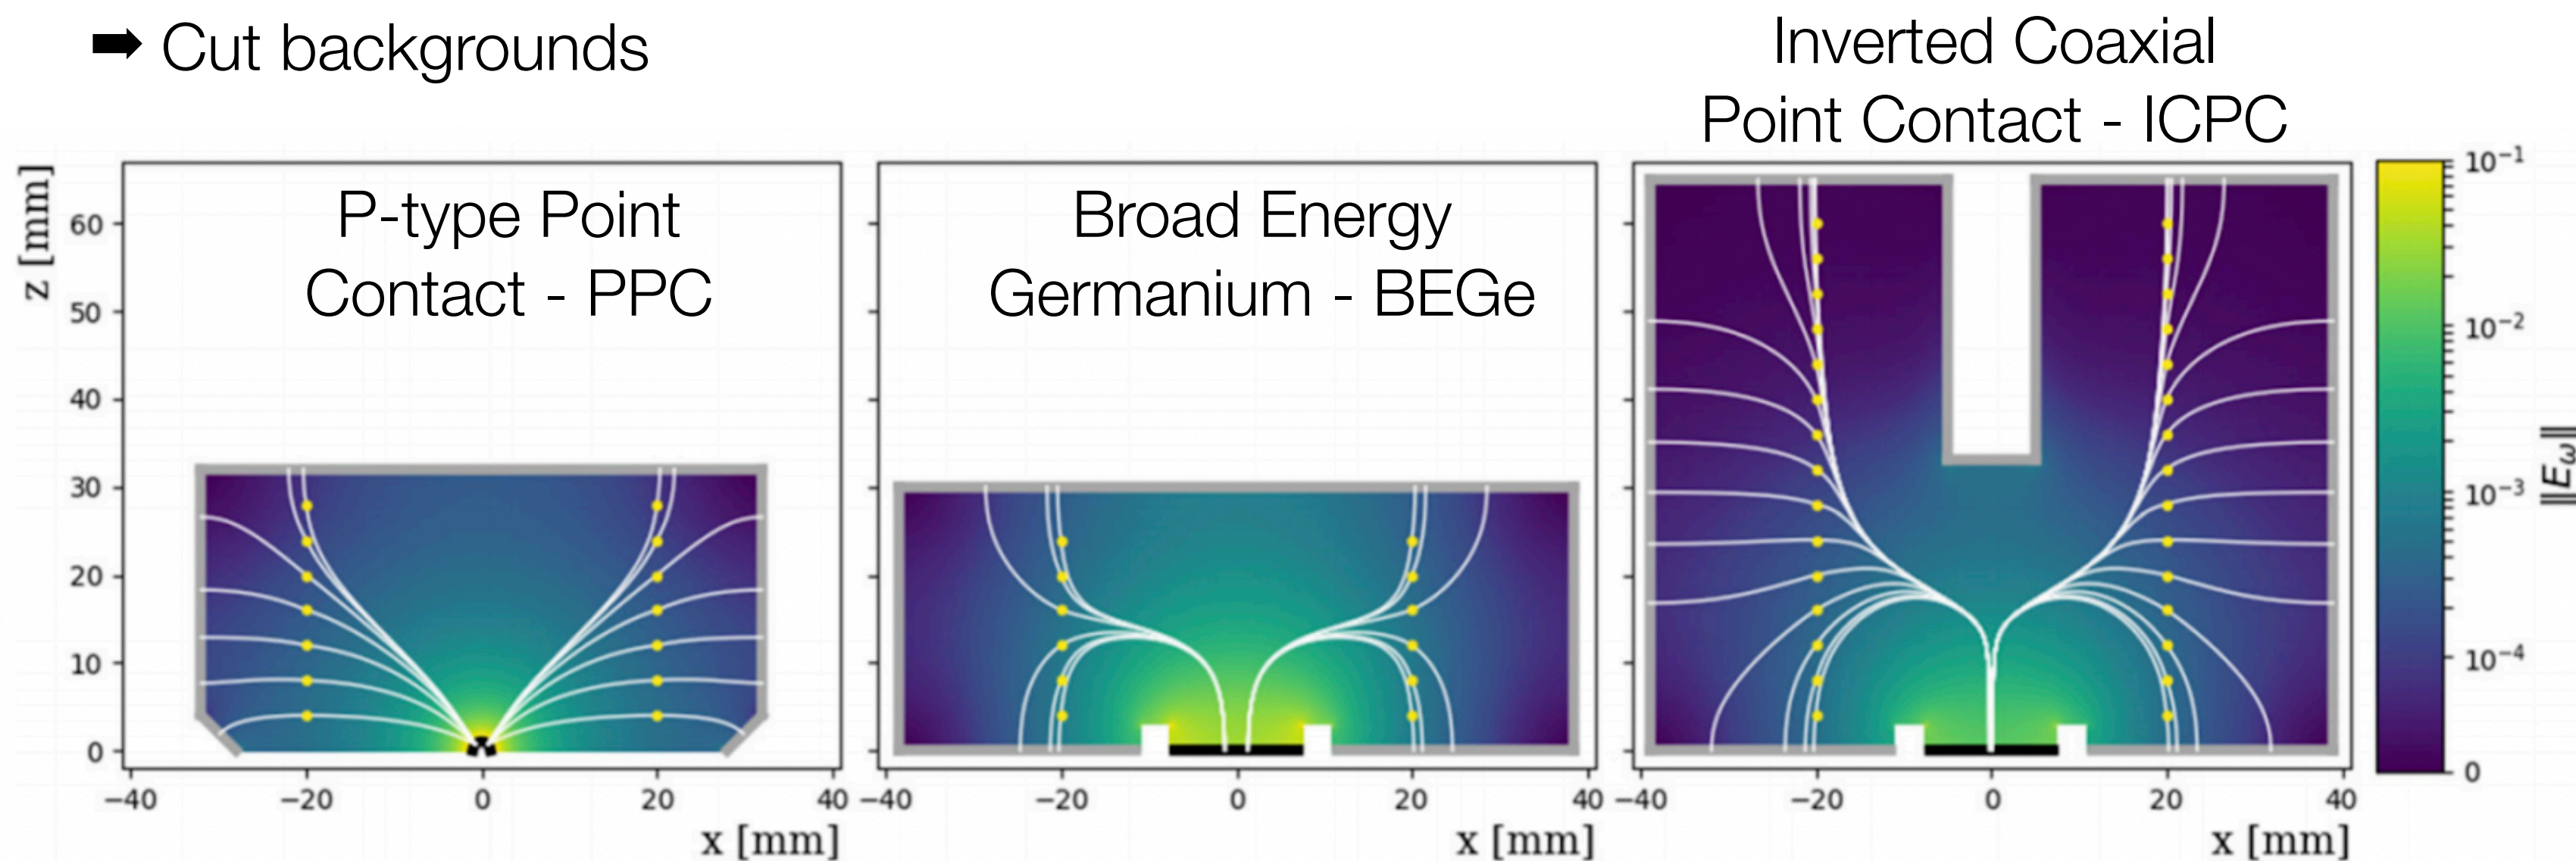 ➡ Cut backgrounds
Inverted Coaxial
Point Contact - ICPC
P-type Point
Contact - PPC
Broad Energy
Germanium - BEGe
z [mm]
60
50
40
30
20
10
0
−40 −20 0 20 40
x [mm]
−40 −20 0 20 40
x [mm]
−40 −20 0 20 40
x [mm]
10⁻¹
10⁻²
10⁻³
10⁻⁴
0